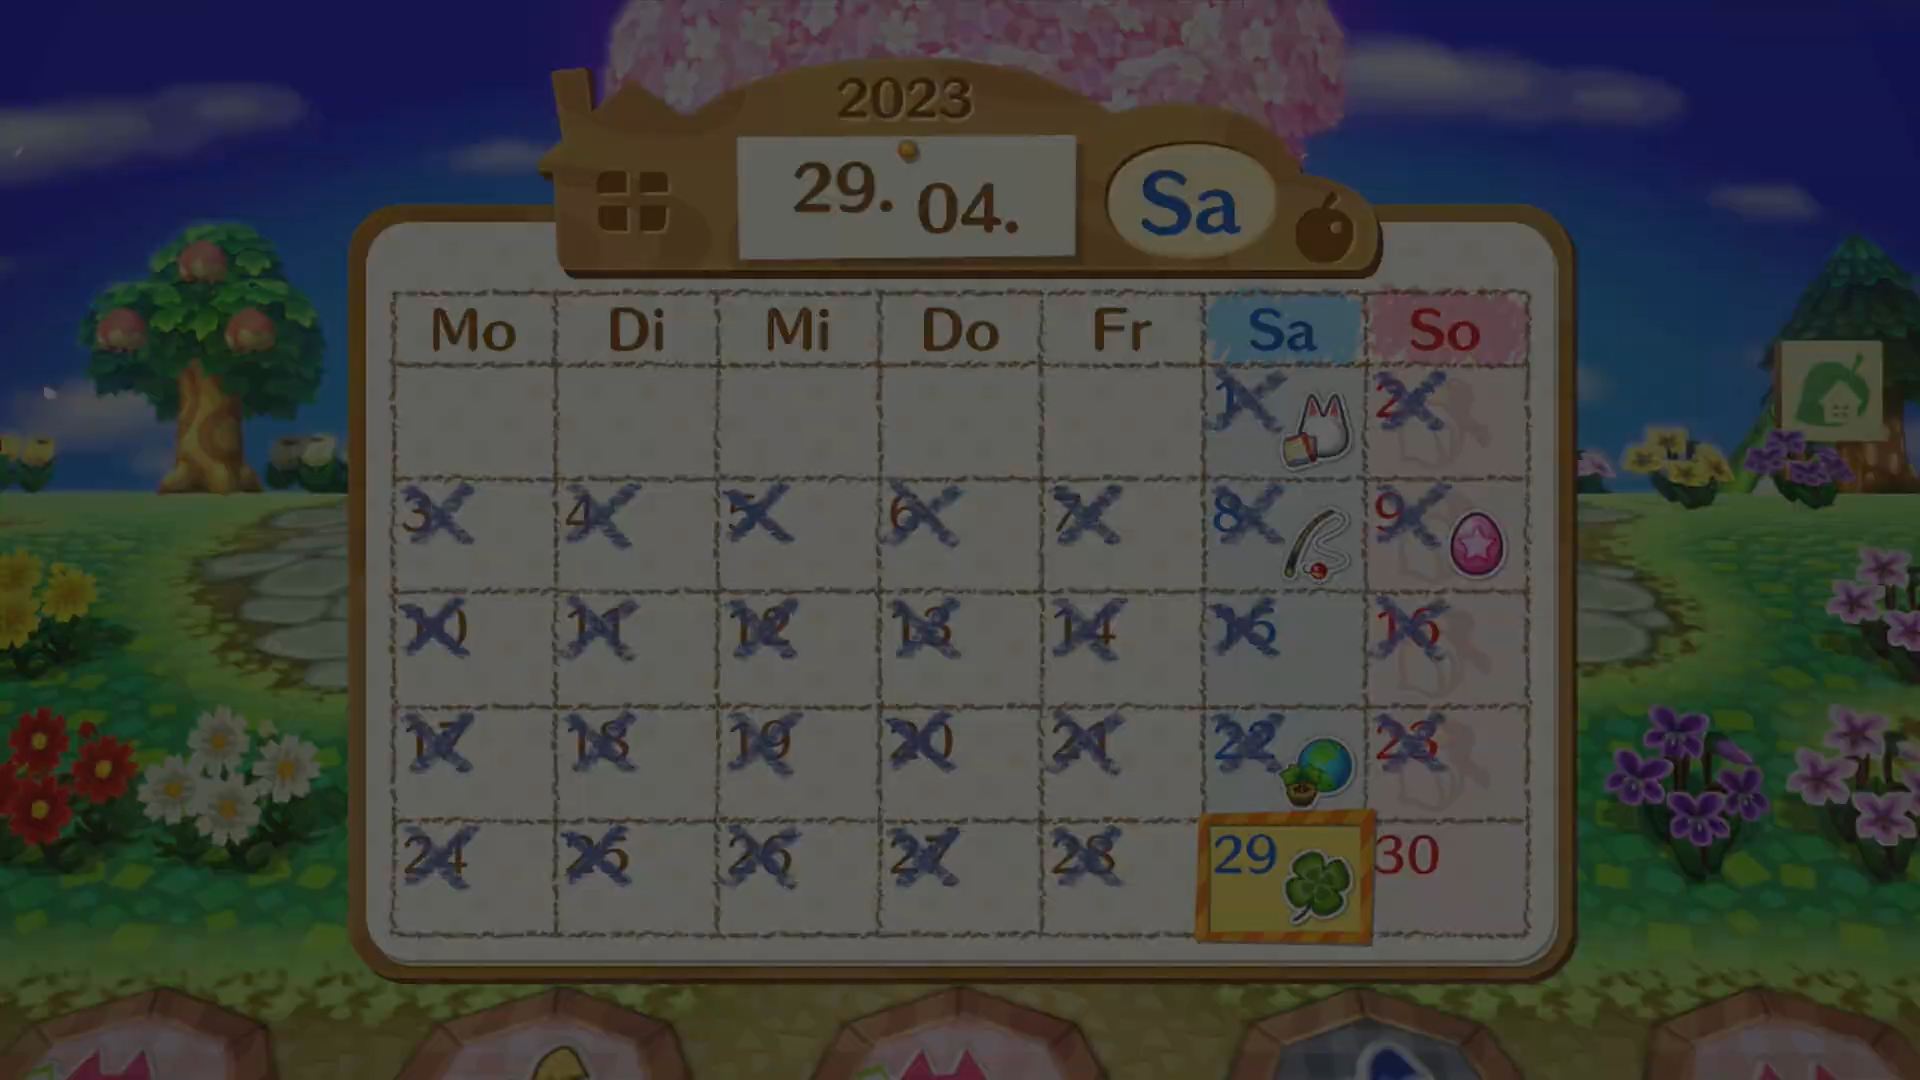 2023
29. 04. Sa
Mo Di Mi Do Fr Sa So
1 2
3 4 5 6 7 8 9
10 11 12 13 14 15 16
17 18 19 20 21 22 23
24 25 26 27 28 29 30